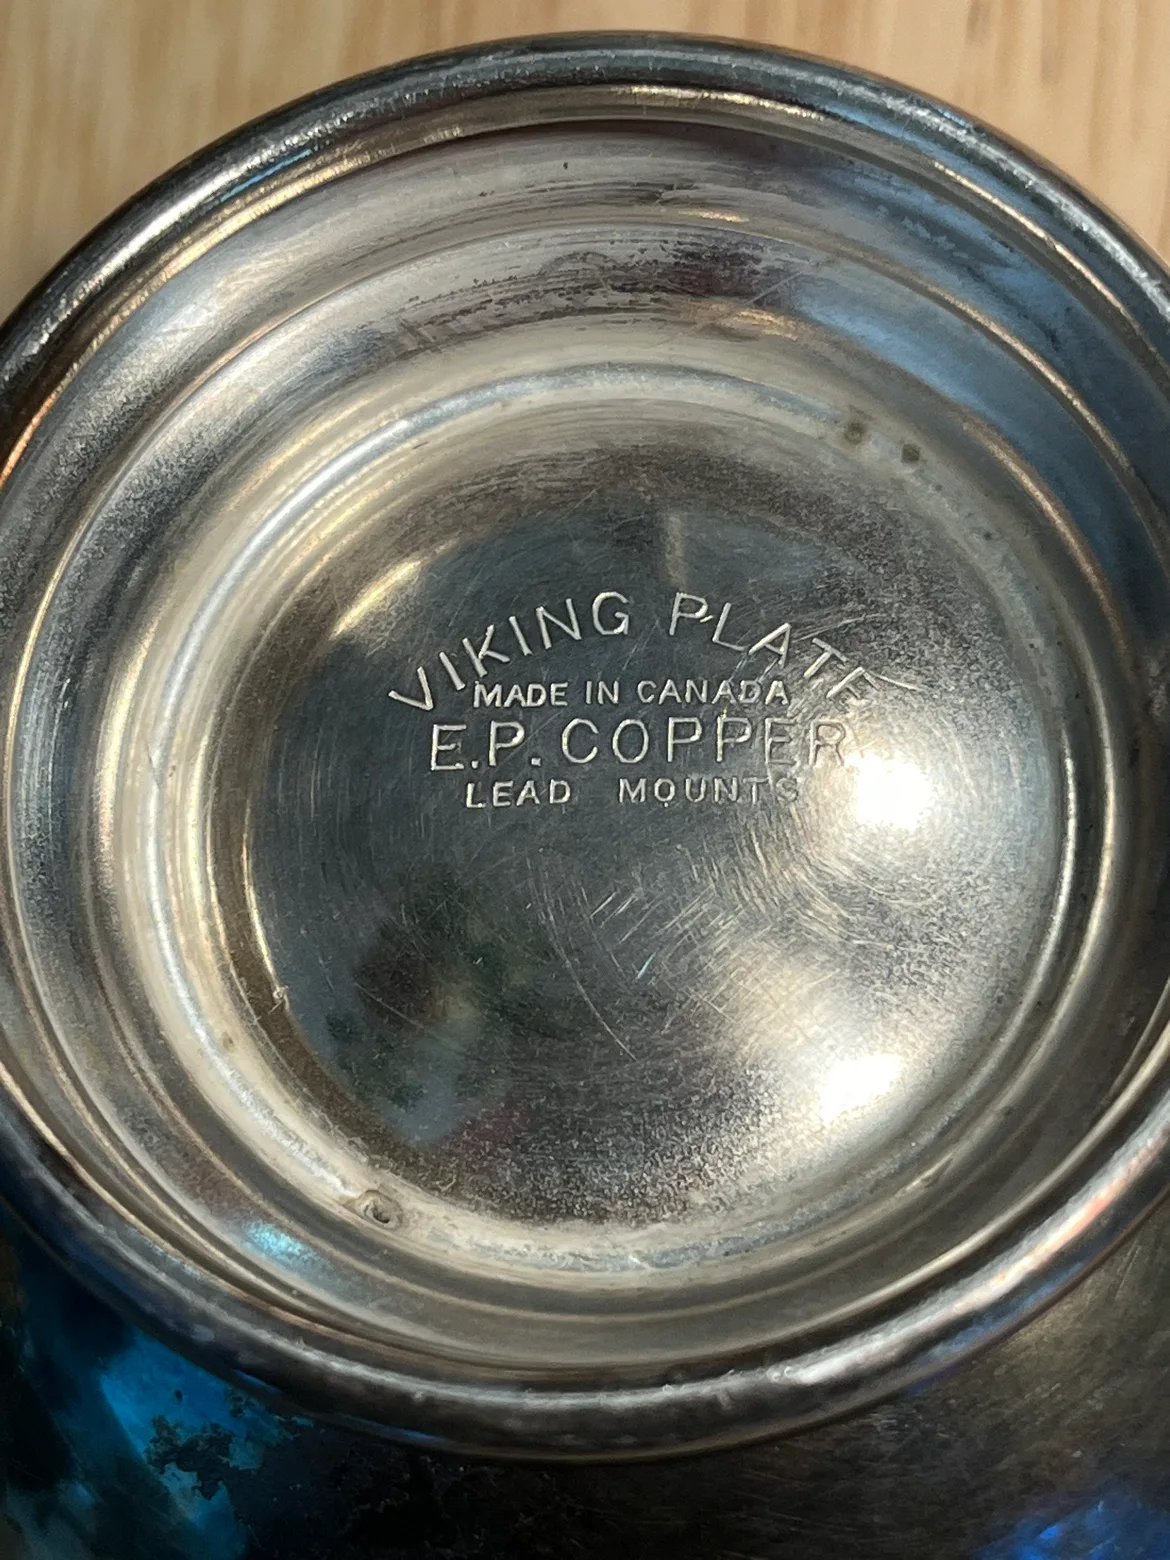 VIKING PLATE
MADE IN CANADA
E.P. COPPER
LEAD MOUNTS